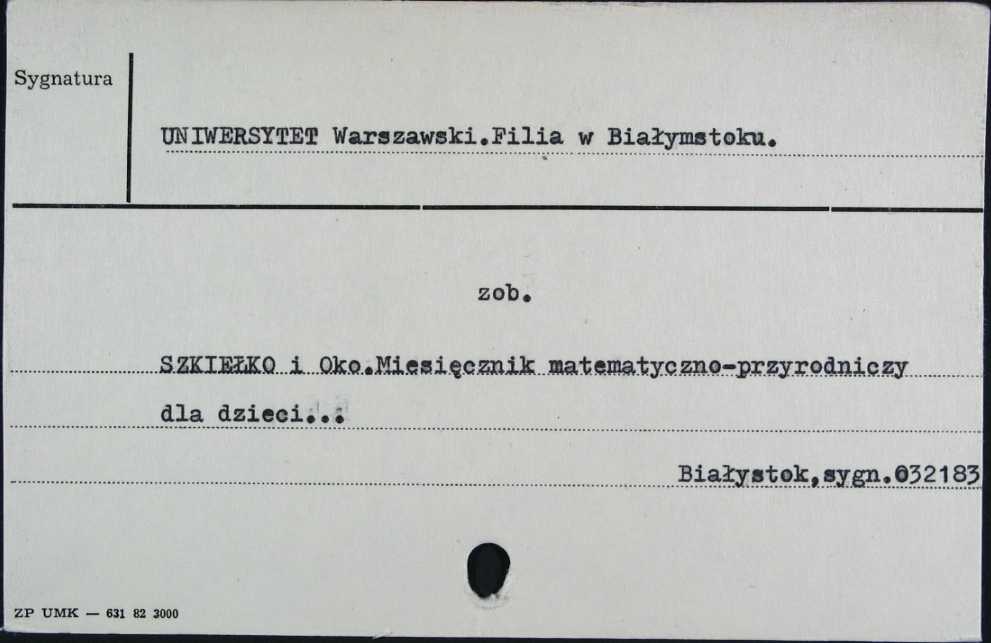 Sygnatura
UNIWERSYTET Warszawski.Filia w Białymstoku.
zob.
SZKIEŁKO i Oko.Miesięcznik matematyczno-przyrodniczy
dla dzieci...
Białystok,sygn.032183
ZP UMK — 631 82 3000